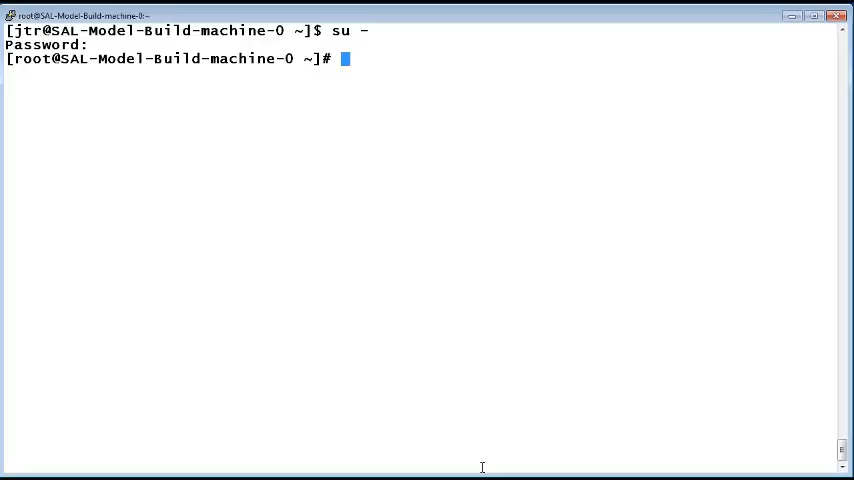 root@SAL-Model-Build-machine-0:~
[jtr@SAL-Model-Build-machine-0 ~]$ su -
Password:
[root@SAL-Model-Build-machine-0 ~]#